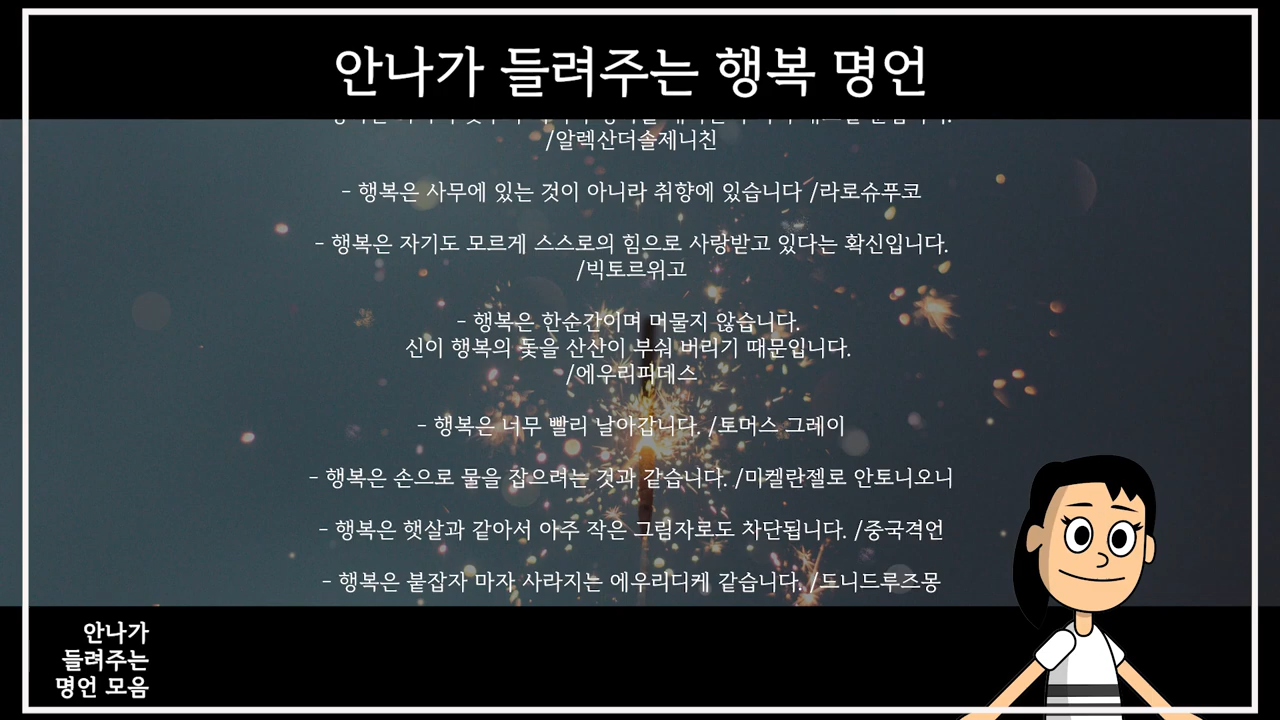 안나가 들려주는 행복 명언
/알렉산더솔제니친
- 행복은 사무에 있는 것이 아니라 취향에 있습니다 /라로슈푸코
- 행복은 자기도 모르게 스스로의 힘으로 사랑받고 있다는 확신입니다.
/빅토르위고
- 행복은 한순간이며 머물지 않습니다.
신이 행복의 돛을 산산이 부숴 버리기 때문입니다.
/에우리피데스
- 행복은 너무 빨리 날아갑니다. /토머스 그레이
- 행복은 손으로 물을 잡으려는 것과 같습니다. /미켈란젤로 안토니오니
- 행복은 햇살과 같아서 아주 작은 그림자로도 차단됩니다. /중국격언
- 행복은 붙잡자 마자 사라지는 에우리디케 같습니다. /드니드루즈몽
안나가
들려주는
명언 모음